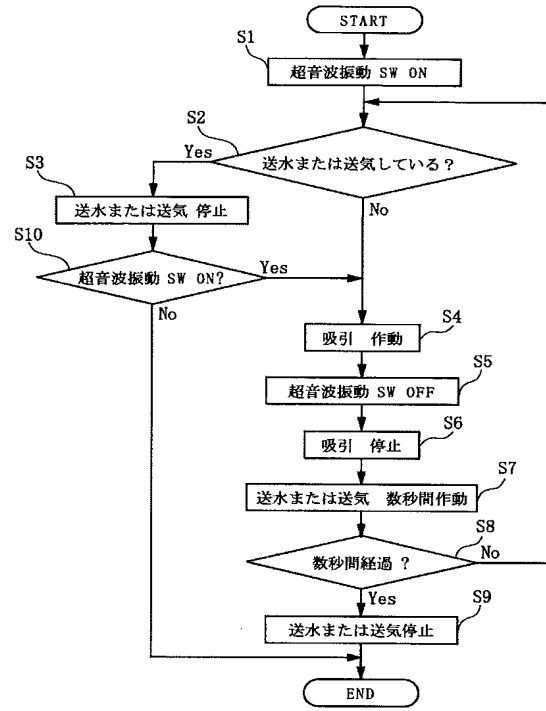 START
S1
超音波振動 SW ON
S2
送水または送気している？
Yes
No
S3
送水または送気 停止
S10
超音波振動 SW ON?
Yes
No
吸引 作動
S4
超音波振動 SW OFF
S5
吸引 停止
S6
送水または送気 数秒間作動
S7
数秒間経過 ?
S8
No
Yes
送水または送気停止
S9
END